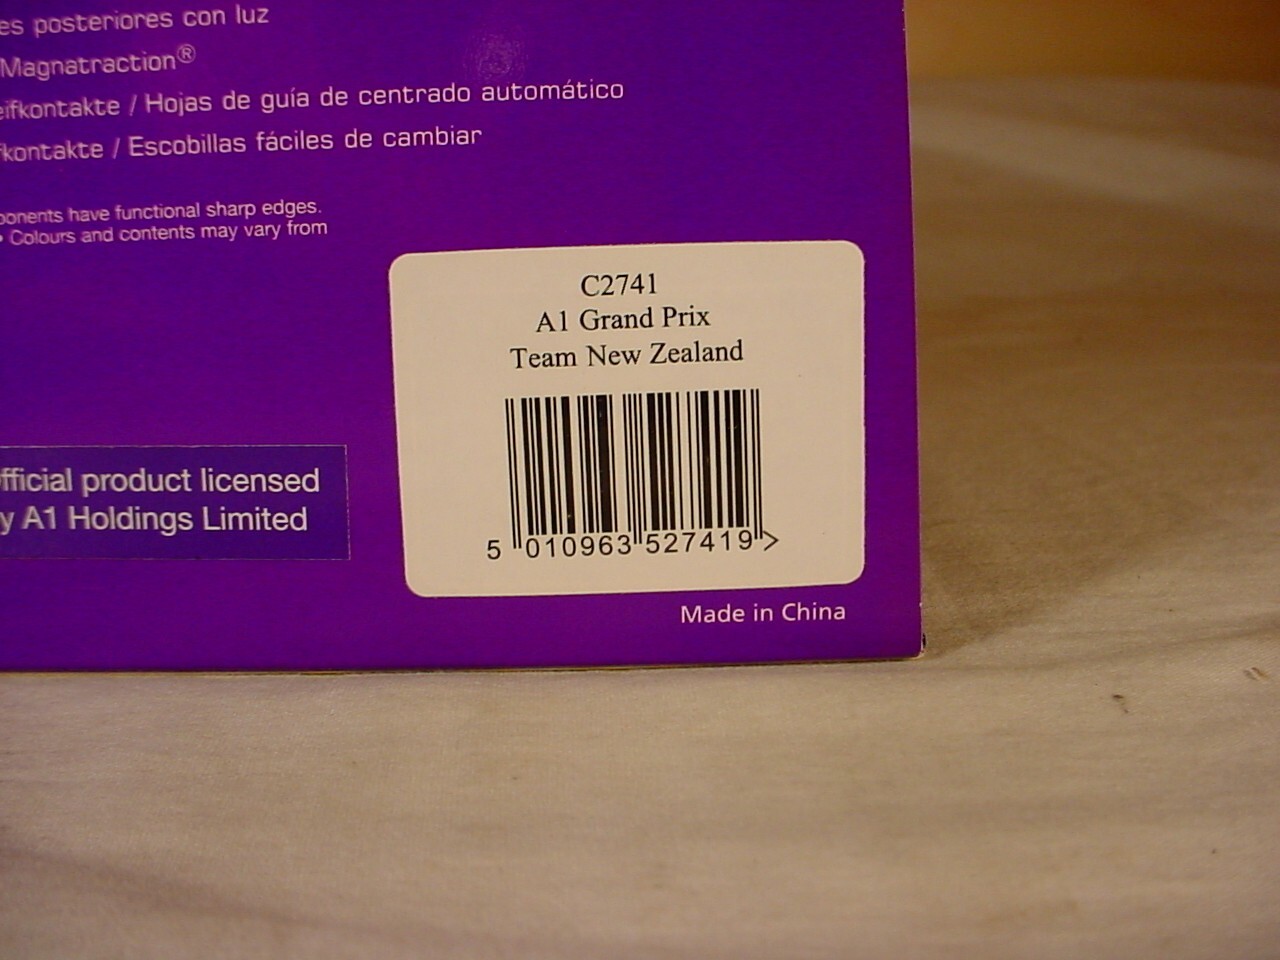 es posteriores con luz
Magnatraction®
eifkontakte / Hojas de guía de centrado automático
fkontakte / Escobillas fáciles de cambiar
ponents have functional sharp edges.
• Colours and contents may vary from
C2741
A1 Grand Prix
Team New Zealand
5 010963 527419 >
fficial product licensed
y A1 Holdings Limited
Made in China